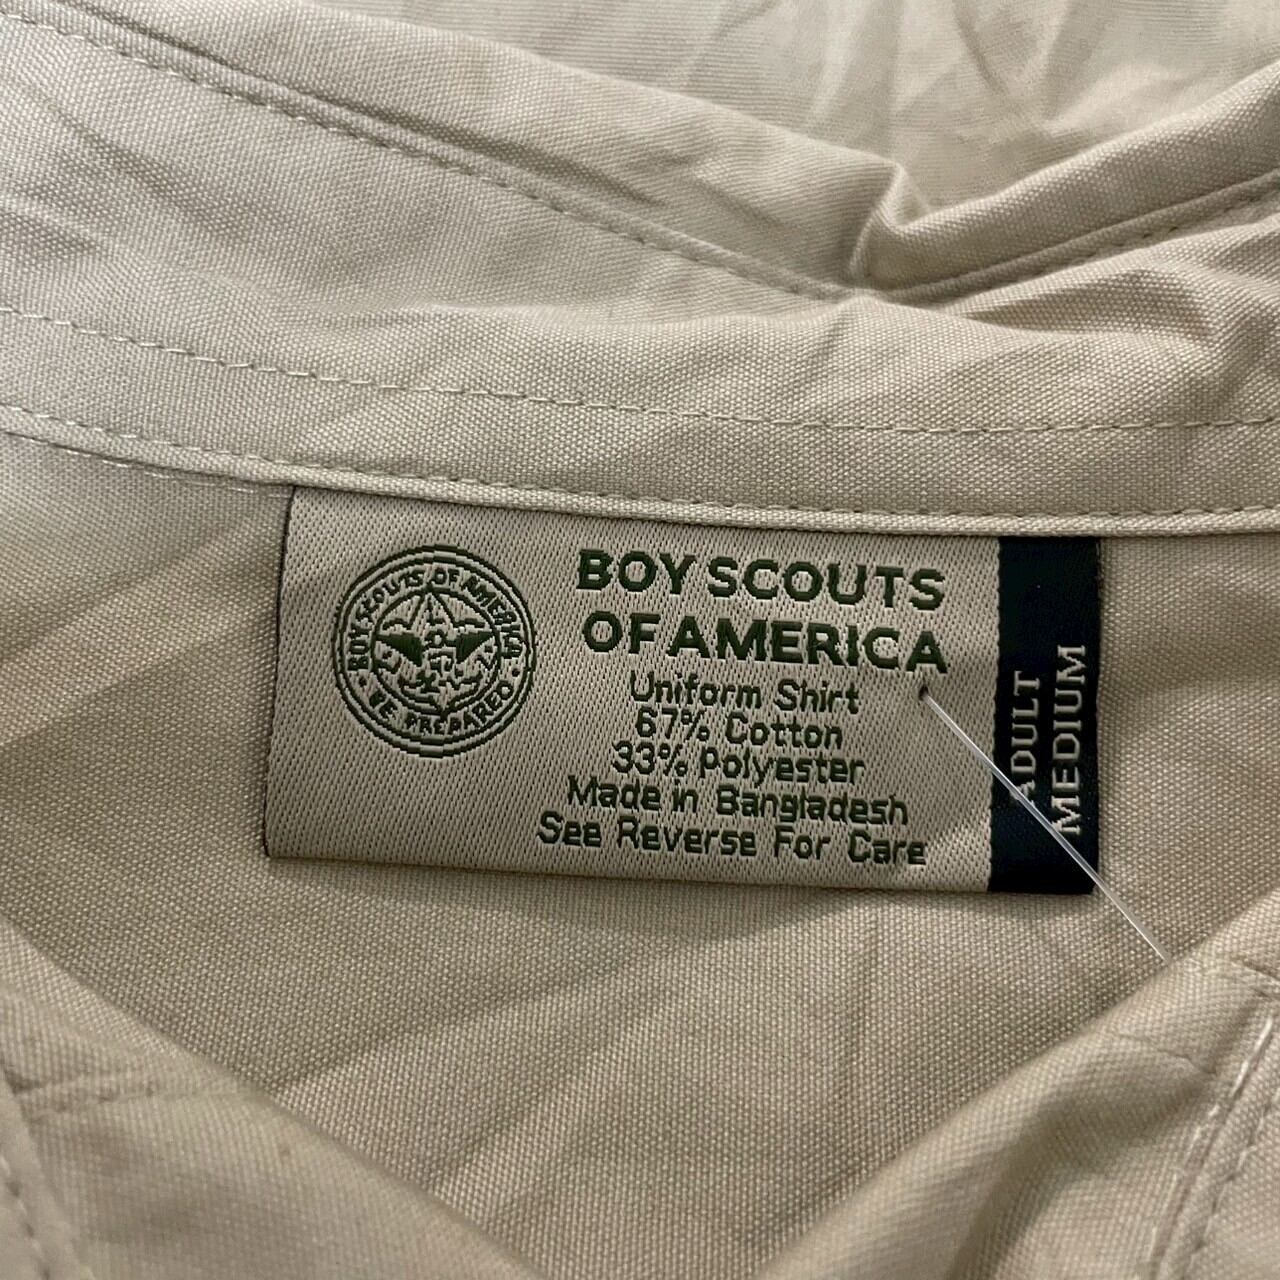 BOY SCOUTS OF AMERICA
BE PREPARED
BOY SCOUTS
OF AMERICA
Uniform Shirt
67% Cotton
33% Polyester
Made in Bangladesh
See Reverse For Care
ADULT
MEDIUM